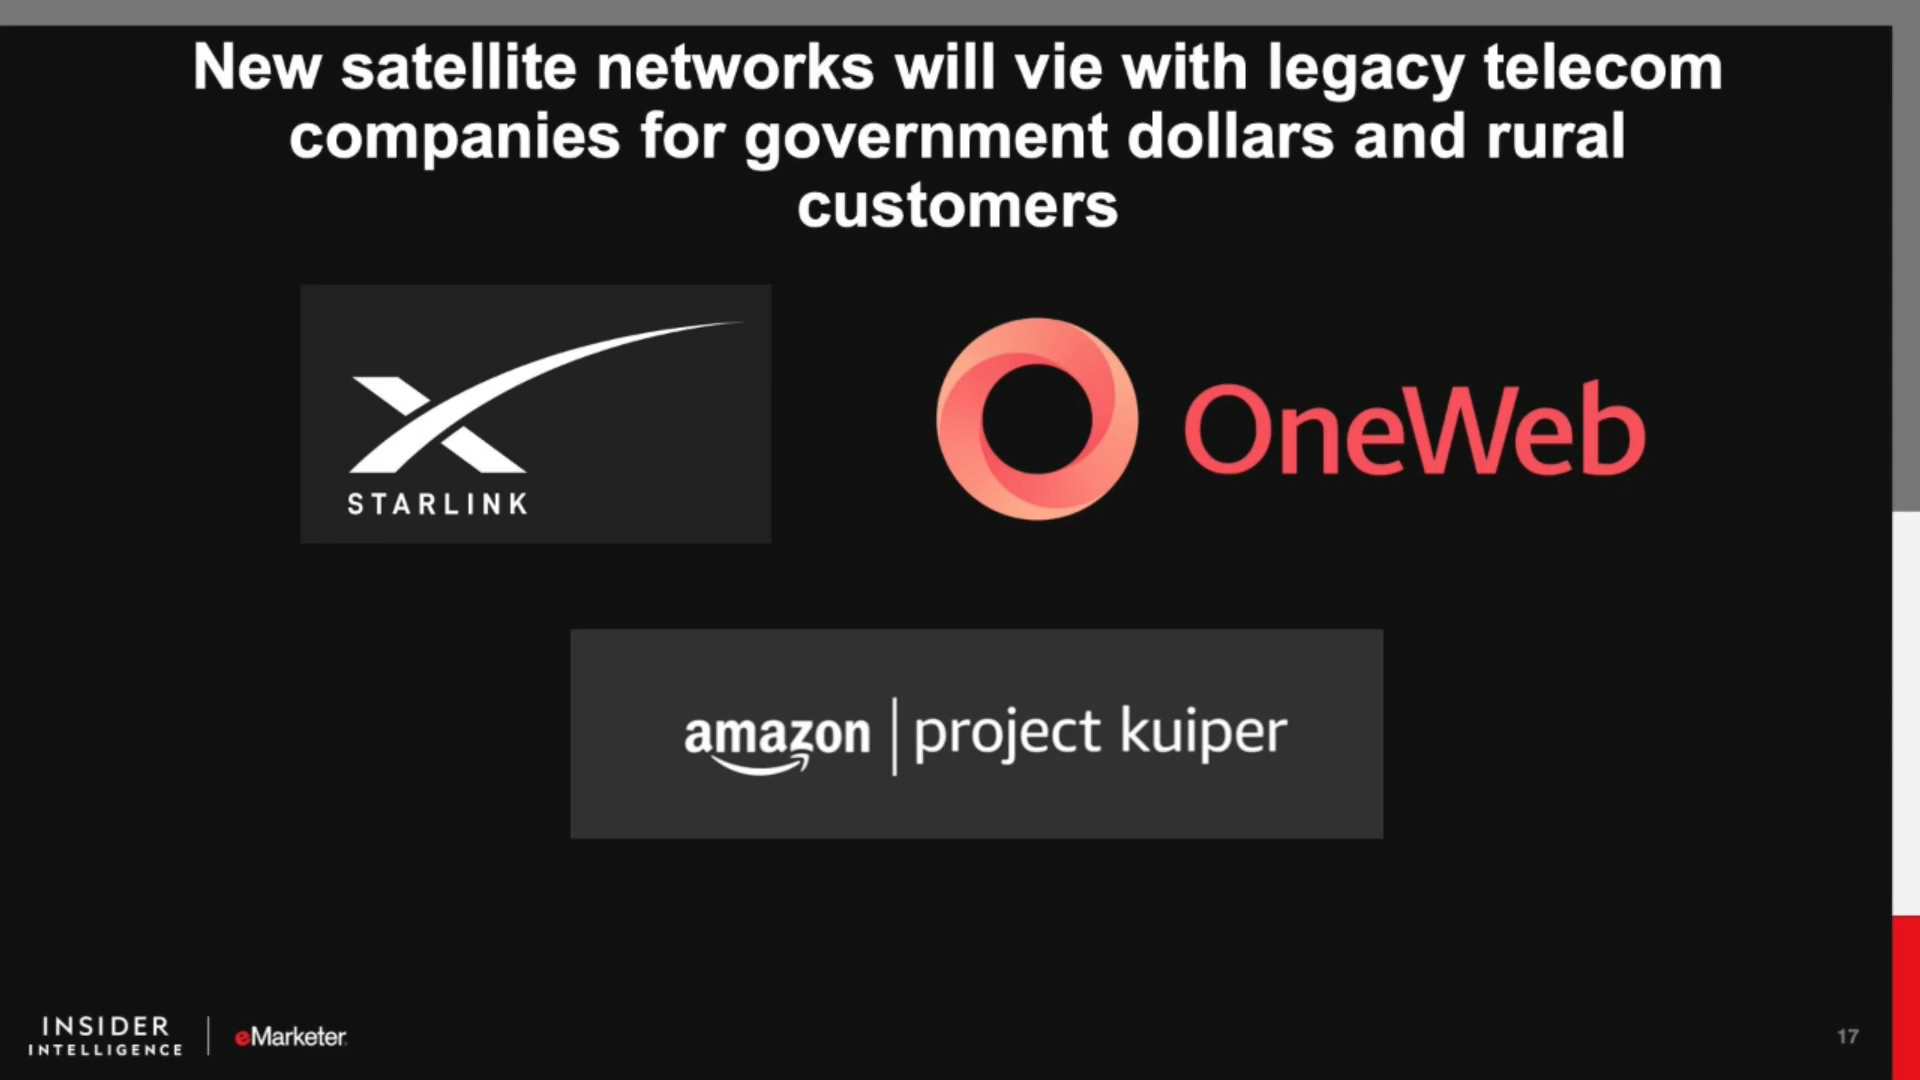 New satellite networks will vie with legacy telecom
companies for government dollars and rural
customers
STARLINK
OneWeb
amazon | project kuiper
INSIDER
INTELLIGENCE
eMarketer
17